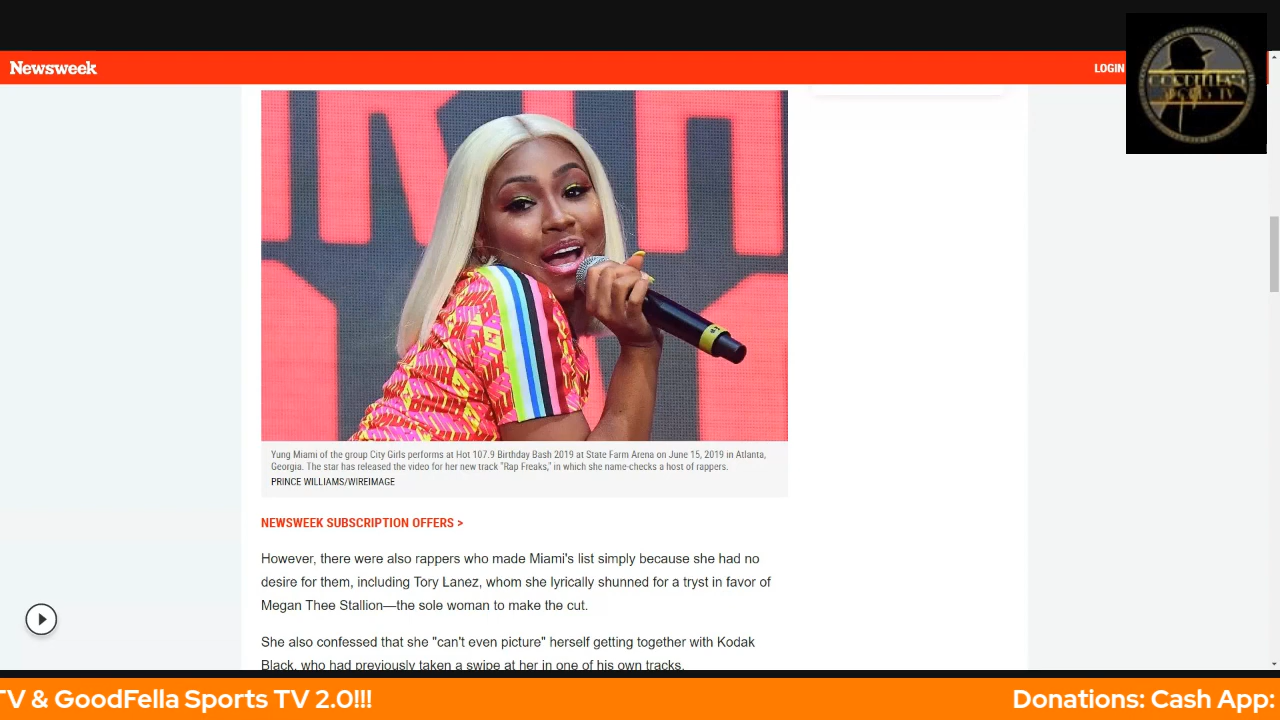 Newsweek
LOGIN
GOODFELLA'S
SPORTS TV
Yung Miami of the group City Girls performs at Hot 107.9 Birthday Bash 2019 at State Farm Arena on June 15, 2019 in Atlanta,
Georgia. The star has released the video for her new track "Rap Freaks," in which she name-checks a host of rappers.
PRINCE WILLIAMS/WIREIMAGE
NEWSWEEK SUBSCRIPTION OFFERS >
However, there were also rappers who made Miami's list simply because she had no
desire for them, including Tory Lanez, whom she lyrically shunned for a tryst in favor of
Megan Thee Stallion—the sole woman to make the cut.
She also confessed that she "can't even picture" herself getting together with Kodak
Black, who had previously taken a swipe at her in one of his own tracks.
TV & GoodFella Sports TV 2.0!!! Donations: Cash App: